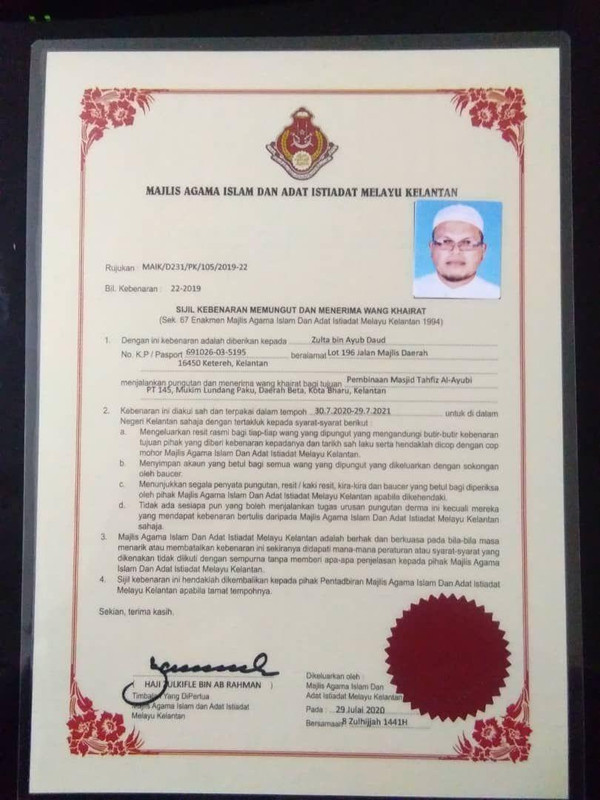 MAJLIS AGAMA ISLAM DAN ADAT ISTIADAT MELAYU KELANTAN
Rujukan : MAIK/D231/PK/105/2019-22
Bil. Kebenaran : 22-2019
SIJIL KEBENARAN MEMUNGUT DAN MENERIMA WANG KHAIRAT
(Sek. 67 Enakmen Majlis Agama Islam Dan Adat Istiadat Melayu Kelantan 1994)
1. Dengan ini kebenaran adalah diberikan kepada Zulta bin Ayub Daud
No. K.P / Pasport 691026-03-5195 beralamat Lot 196 Jalan Majlis Daerah
16450 Ketereh, Kelantan
menjalankan pungutan dan menerima wang khairat bagi tujuan Pembinaan Masjid Tahfiz Al-Ayubi
PT 145, Mukim Lundang Paku, Daerah Beta, Kota Bharu, Kelantan
2. Kebenaran ini diakui sah dan terpakai dalam tempoh 30.7.2020-29.7.2021 untuk di dalam
Negeri Kelantan sahaja dengan tertakluk kepada syarat-syarat berikut :
a. Mengeluarkan resit rasmi bagi tiap-tiap wang yang dipungut yang mengandungi butir-butir kebenaran
tujuan pihak yang diberi kebenaran kepadanya dan tarikh sah laku serta hendaklah dicop dengan cop
mohor Majlis Agama Islam Dan Adat Istiadat Melayu Kelantan.
b. Menyimpan akaun yang betul bagi semua wang yang dipungut yang dikeluarkan dengan sokongan
oleh baucer.
c. Menunjukkan segala penyata pungutan, resit / kaki resit, kira-kira dan baucer yang betul bagi diperiksa
oleh pihak Majlis Agama Islam Dan Adat Istiadat Melayu Kelantan apabila dikehendaki.
d. Tidak ada sesiapa pun yang boleh menjalankan tugas urusan pungutan derma ini kecuali mereka
yang mendapat kebenaran bertulis daripada Majlis Agama Islam Dan Adat Istiadat Melayu Kelantan
sahaja.
3. Majlis Agama Islam Dan Adat Istiadat Melayu Kelantan adalah berhak dan berkuasa pada bila-bila masa
menarik atau membatalkan kebenaran ini sekiranya didapati mana-mana peraturan atau syarat-syarat yang
dikenakan tidak diikuti dengan sempurna tanpa memberi apa-apa penjelasan kepada pihak Majlis Agama
Islam Dan Adat Istiadat Melayu Kelantan.
4. Sijil kebenaran ini hendaklah dikembalikan kepada pihak Pentadbiran Majlis Agama Islam Dan Adat Istiadat
Melayu Kelantan apabila tamat tempohnya.
Sekian, terima kasih.
( HAJI ZULKIFLE BIN AB RAHMAN )
Timbalan Yang DiPertua
Majlis Agama Islam dan Adat Istiadat
Melayu Kelantan
Dikeluarkan oleh :
Majlis Agama Islam Dan
Adat Istiadat Melayu Kelantan
Pada : 29 Julai 2020
Bersamaan 8 Zulhijjah 1441H